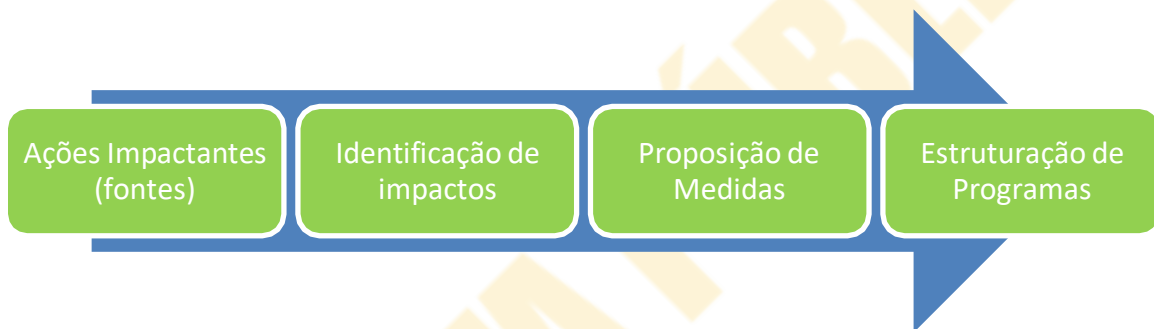 Ações Impactantes
(fontes)
Identificação de
impactos
Proposição de
Medidas
Estruturação de
Programas